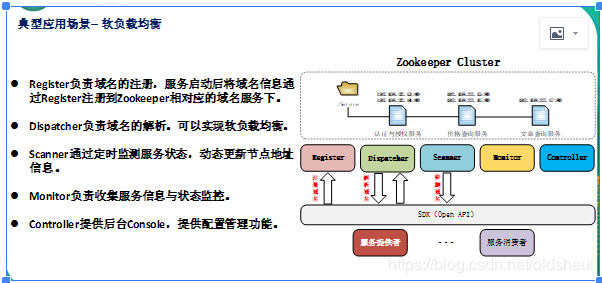 典型应用场景– 软负载均衡
Register负责域名的注册，服务启动后将域名信息通
过Register注册到Zookeeper相对应的域名服务下。
Dispatcher负责域名的解析。可以实现软负载均衡。
Scanner通过定时监测服务状态，动态更新节点地址
信息。
Monitor负责收集服务信息与状态监控。
Controller提供后台Console，提供配置管理功能。
Zookeeper Cluster
/Service
认证与授权服务
价格查询服务
文章查询服务
Register
Dispatcher
Scanner
Monitor
Controller
注册域名
解析域名
SDK（Open API）
服务提供者
服务消费者
https://blog.csdn.net/oldshaui